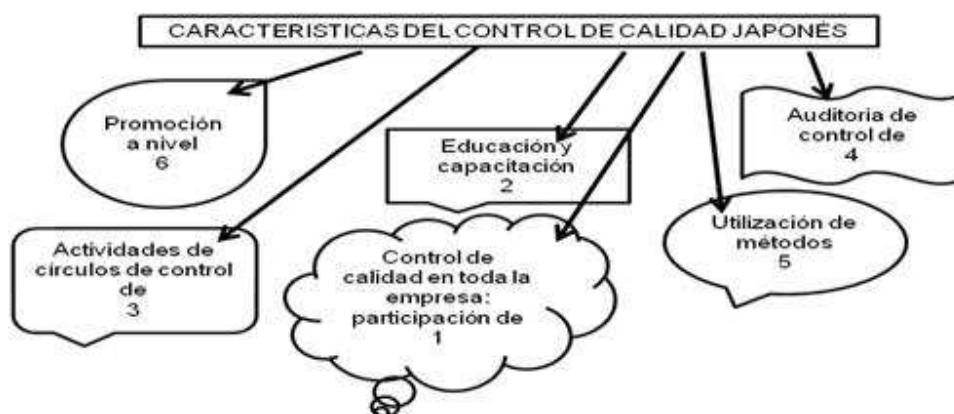 CARACTERISTICAS DEL CONTROL DE CALIDAD JAPONÉS
Promoción
a nivel
6
Educación y
capacitación
2
Auditoria de
control de
4
Actividades de
círculos de control
de
3
Control de
calidad en toda la
empresa:
participación de
1
Utilización de
métodos
5